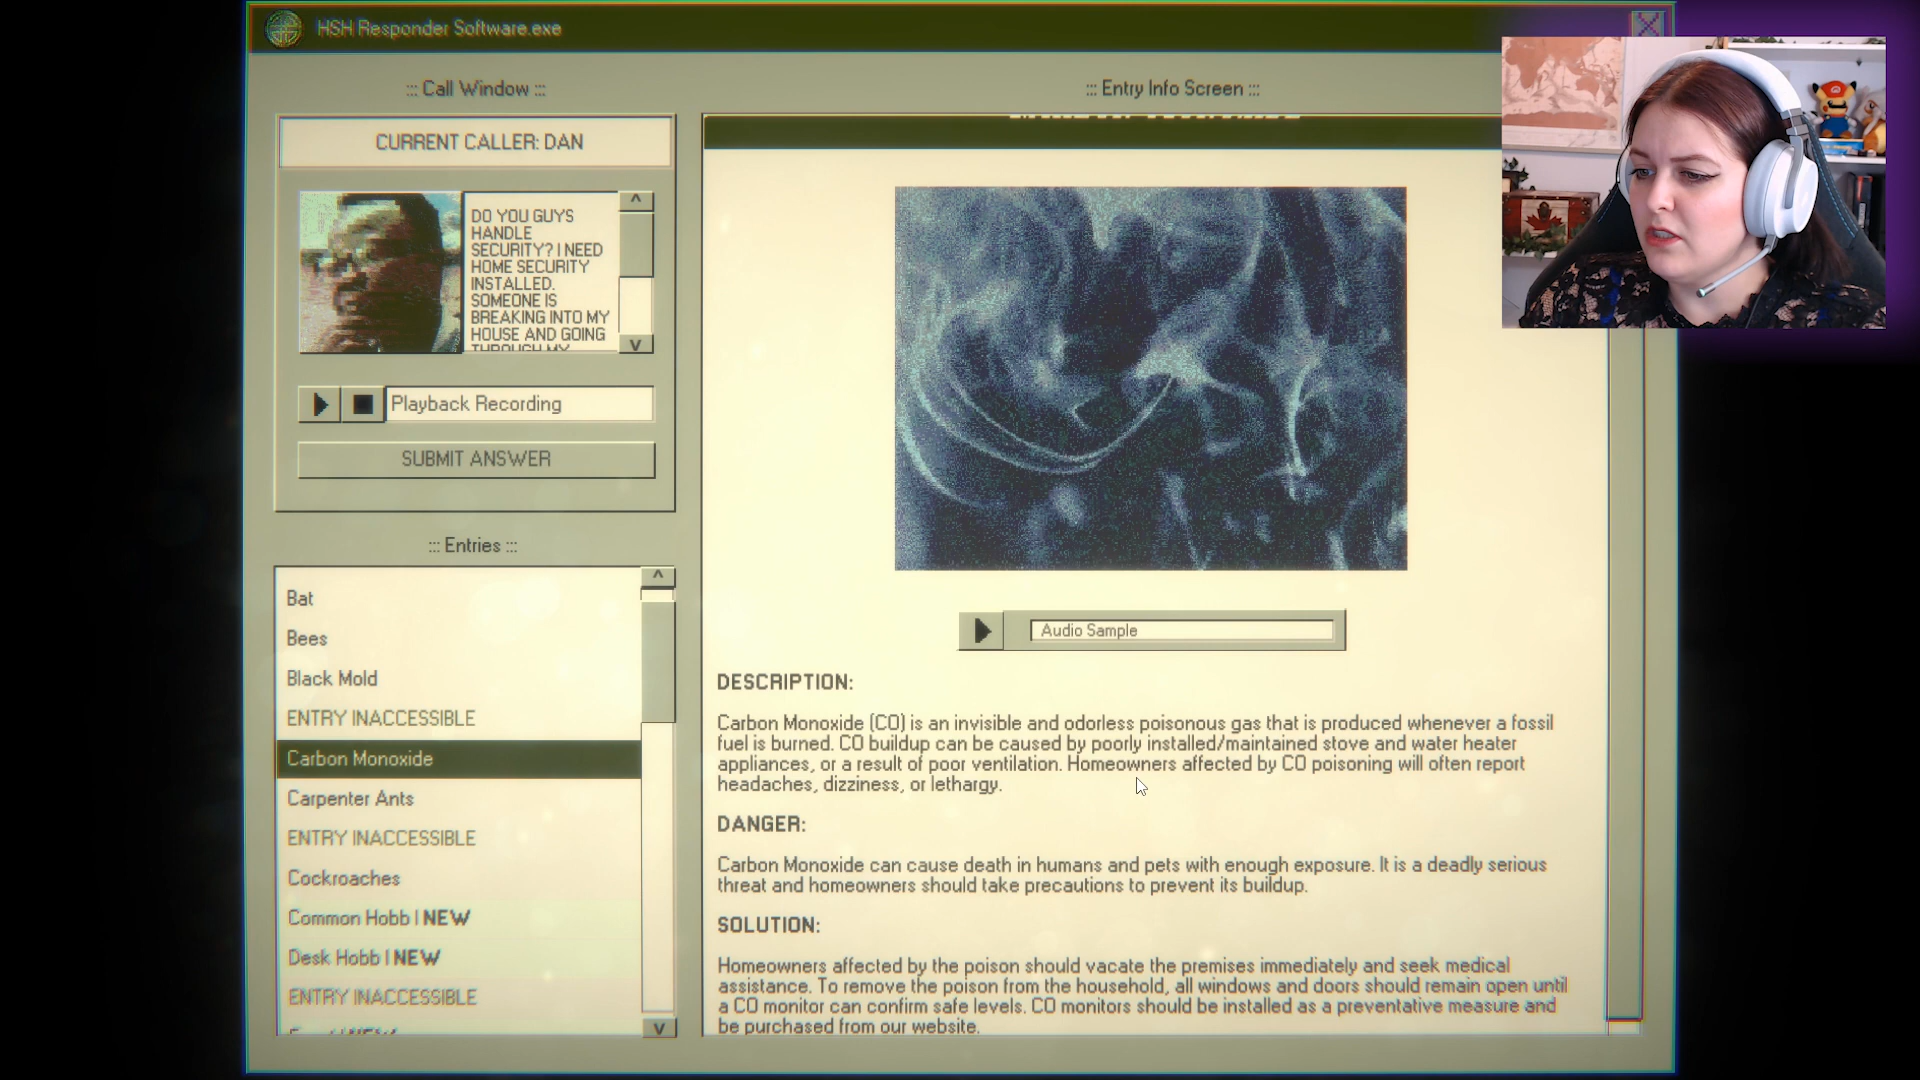 HSH Responder Software.exe
::: Call Window :::
CURRENT CALLER: DAN
DO YOU GUYS
HANDLE
SECURITY? I NEED
HOME SECURITY
INSTALLED.
SOMEONE IS
BREAKING INTO MY
HOUSE AND GOING
THROUGH MY
Playback Recording
SUBMIT ANSWER
::: Entries :::
Bat
Bees
Black Mold
ENTRY INACCESSIBLE
Carbon Monoxide
Carpenter Ants
ENTRY INACCESSIBLE
Cockroaches
Common Hobb | NEW
Desk Hobb | NEW
ENTRY INACCESSIBLE
::: Entry Info Screen :::
Audio Sample
DESCRIPTION:
Carbon Monoxide (CO) is an invisible and odorless poisonous gas that is produced whenever a fossil
fuel is burned. CO buildup can be caused by poorly installed/maintained stove and water heater
appliances, or a result of poor ventilation. Homeowners affected by CO poisoning will often report
headaches, dizziness, or lethargy.
DANGER:
Carbon Monoxide can cause death in humans and pets with enough exposure. It is a deadly serious
threat and homeowners should take precautions to prevent its buildup.
SOLUTION:
Homeowners affected by the poison should vacate the premises immediately and seek medical
assistance. To remove the poison from the household, all windows and doors should remain open until
a CO monitor can confirm safe levels. CO monitors should be installed as a preventative measure and
be purchased from our website.